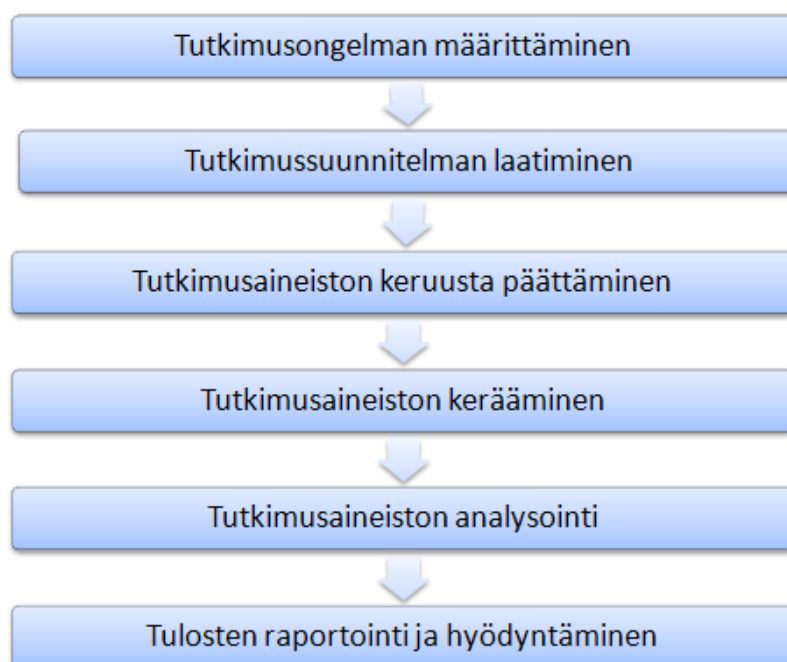 Tutkimusongelman määrittäminen
Tutkimussuunnitelman laatiminen
Tutkimusaineiston keruusta päättäminen
Tutkimusaineiston kerääminen
Tutkimusaineiston analysointi
Tulosten raportointi ja hyödyntäminen